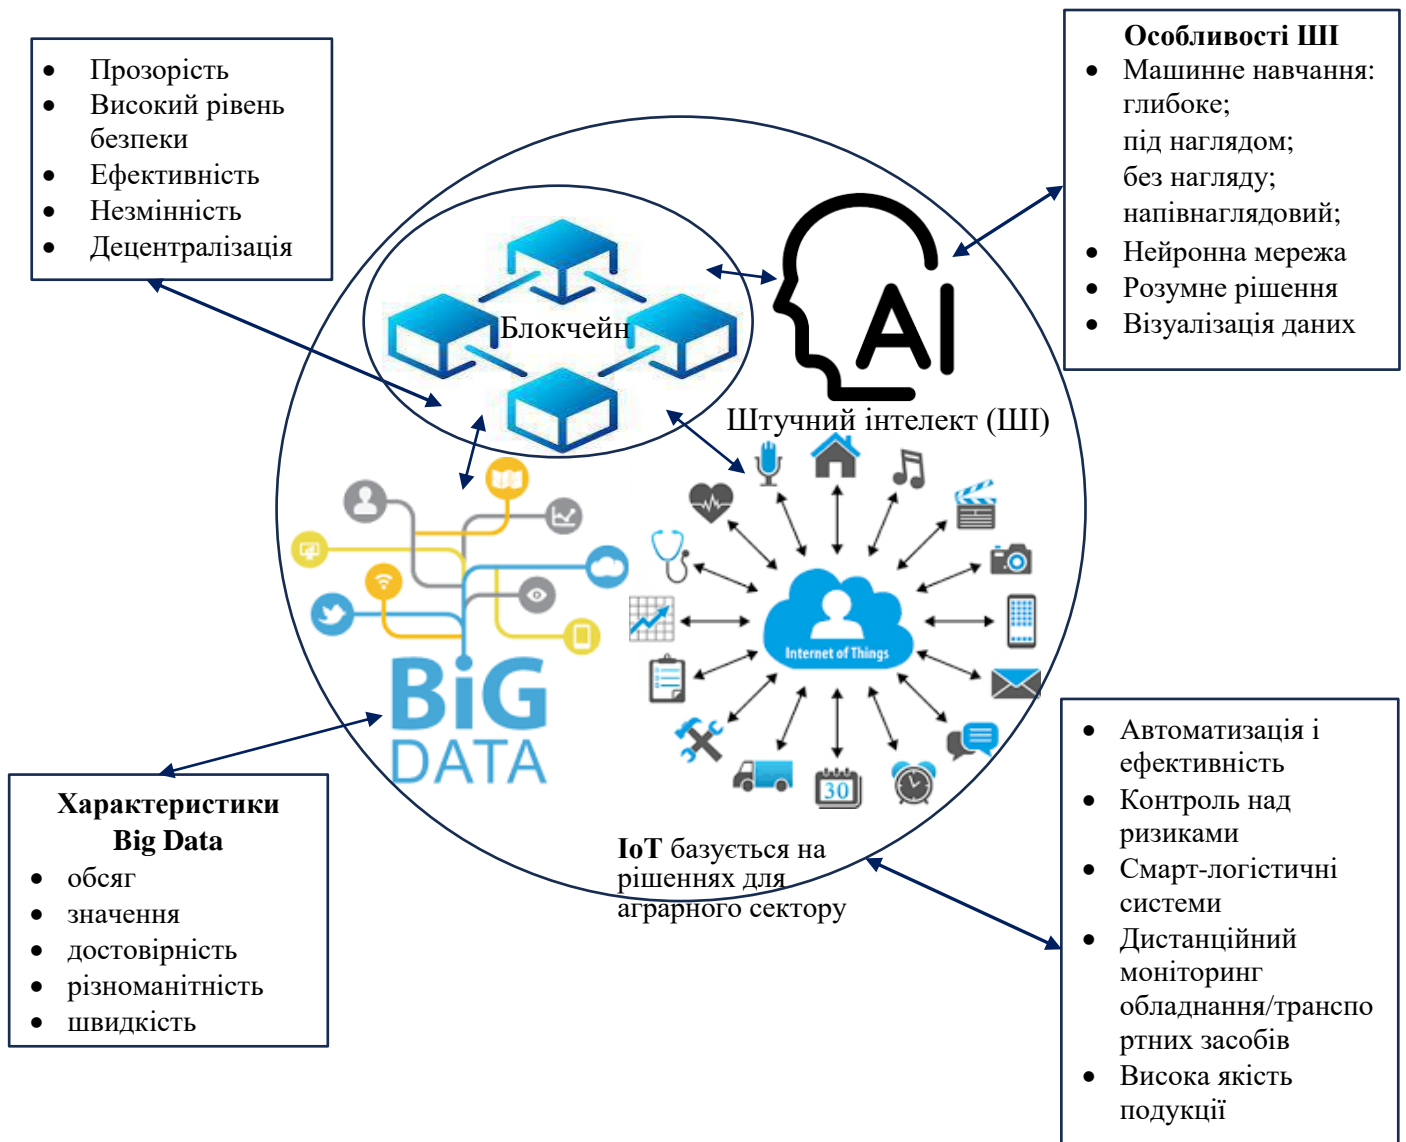 Особливості ШІ
• Машинне навчання:
глибоке;
під наглядом;
без нагляду;
напівнаглядовий;
• Нейронна мережа
• Розумне рішення
• Візуалізація даних
• Прозорість
• Високий рівень
безпеки
• Ефективність
• Незмінність
• Децентралізація
Блокчейн
AI
Штучний інтелект (ШІ)
Internet of Things
30
BiG
DATA
ІоТ базується на
рішеннях для
аграрного сектору
Характеристики
Big Data
• обсяг
• значення
• достовірність
• різноманітність
• швидкість
• Автоматизація і
ефективність
• Контроль над
ризиками
• Смарт-логістичні
системи
• Дистанційний
моніторинг
обладнання/транспо
ртних засобів
• Висока якість
подукції